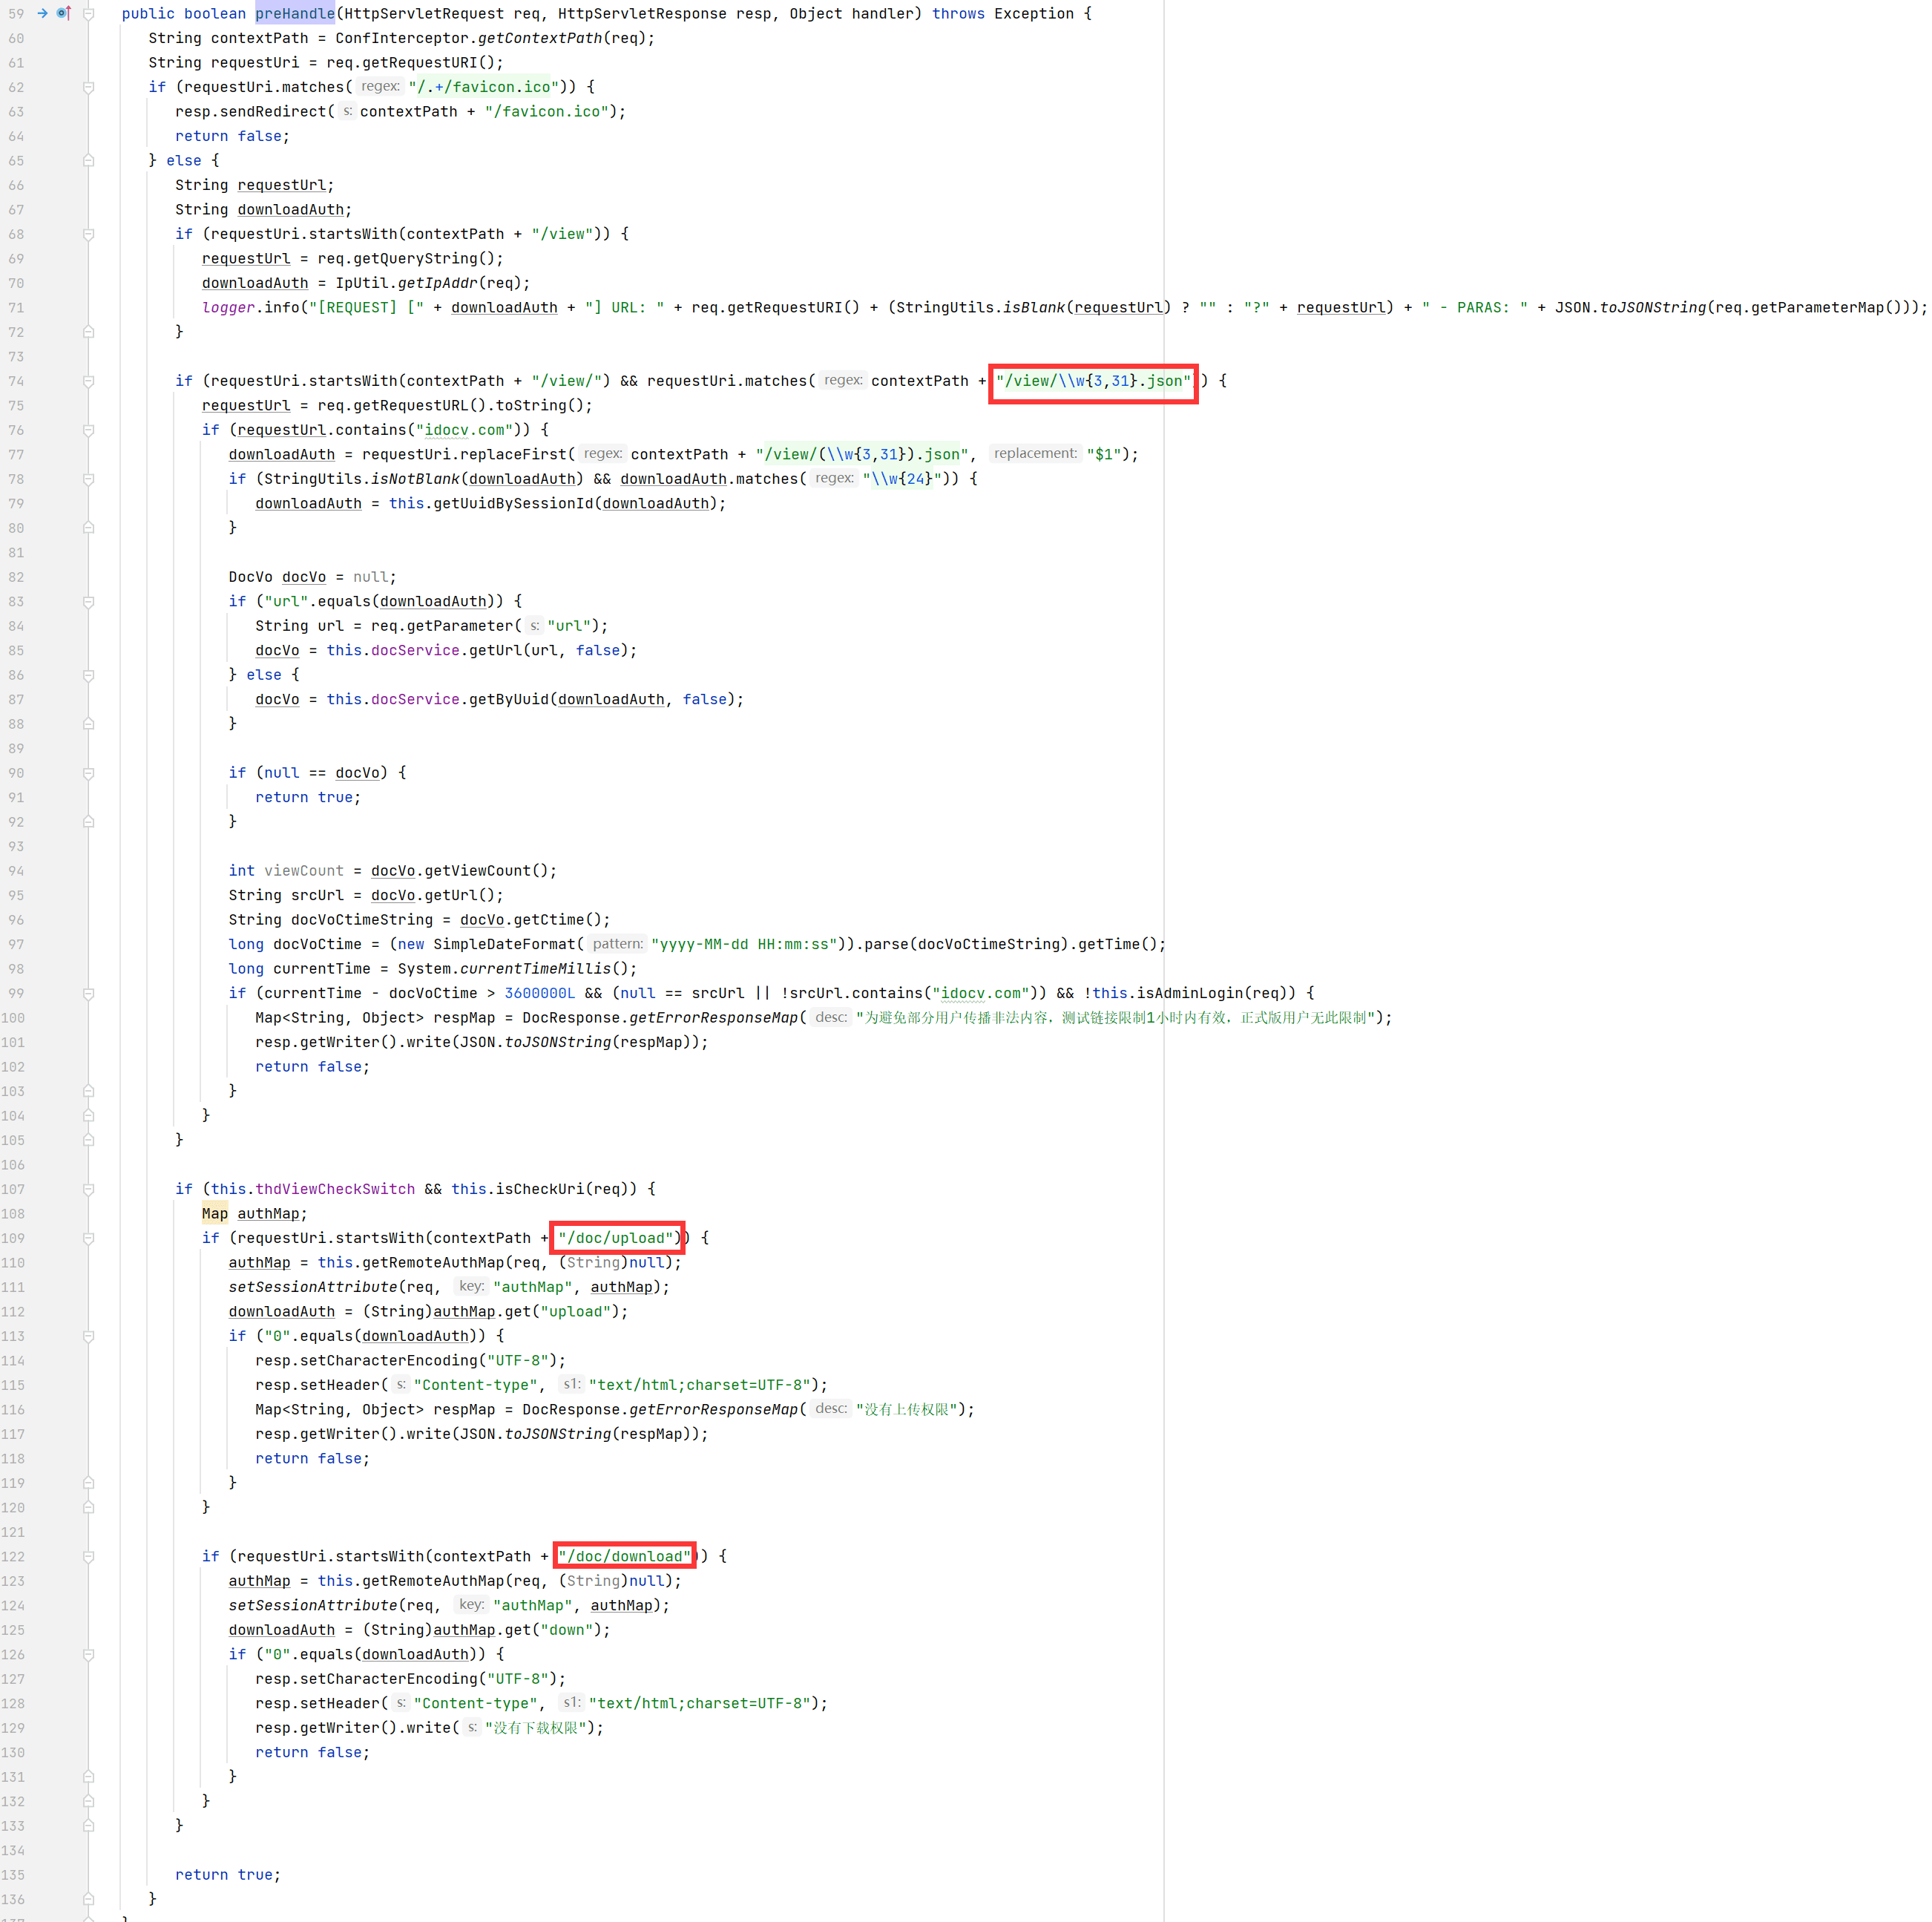 59 public boolean preHandle(HttpServletRequest req, HttpServletResponse resp, Object handler) throws Exception {
60 String contextPath = ConfInterceptor.getContextPath(req);
61 String requestUri = req.getRequestURI();
62 if (requestUri.matches( regex: "/.+/favicon.ico")) {
63 resp.sendRedirect( s: contextPath + "/favicon.ico");
64 return false;
65 } else {
66 String requestUrl;
67 String downloadAuth;
68 if (requestUri.startsWith(contextPath + "/view")) {
69 requestUrl = req.getQueryString();
70 downloadAuth = IpUtil.getIpAddr(req);
71 logger.info("[REQUEST] [" + downloadAuth + "] URL: " + req.getRequestURI() + (StringUtils.isBlank(requestUrl) ? "" : "?" + requestUrl) + " - PARAS: " + JSON.toJSONString(req.getParameterMap()));
72 }
73
74 if (requestUri.startsWith(contextPath + "/view/") && requestUri.matches( regex: contextPath + "/view/\\w{3,31}.json")) {
75 requestUrl = req.getRequestURL().toString();
76 if (requestUrl.contains("idocv.com")) {
77 downloadAuth = requestUri.replaceFirst( regex: contextPath + "/view/(\\w{3,31}).json", replacement: "$1");
78 if (StringUtils.isNotBlank(downloadAuth) && downloadAuth.matches( regex: "\\w{24}")) {
79 downloadAuth = this.getUuidBySessionId(downloadAuth);
80 }
81
82 DocVo docVo = null;
83 if ("url".equals(downloadAuth)) {
84 String url = req.getParameter( s: "url");
85 docVo = this.docService.getUrl(url, false);
86 } else {
87 docVo = this.docService.getByUuid(downloadAuth, false);
88 }
89
90 if (null == docVo) {
91 return true;
92 }
93
94 int viewCount = docVo.getViewCount();
95 String srcUrl = docVo.getUrl();
96 String docVoCtimeString = docVo.getCtime();
97 long docVoCtime = (new SimpleDateFormat( pattern: "yyyy-MM-dd HH:mm:ss")).parse(docVoCtimeString).getTime();
98 long currentTime = System.currentTimeMillis();
99 if (currentTime - docVoCtime > 3600000L && (null == srcUrl || !srcUrl.contains("idocv.com")) && !this.isAdminLogin(req)) {
100 Map<String, Object> respMap = DocResponse.getErrorResponseMap( desc: "为避免部分用户传播非法内容，测试链接限制1小时内有效，正式版用户无此限制");
101 resp.getWriter().write(JSON.toJSONString(respMap));
102 return false;
103 }
104 }
105 }
106
107 if (this.thdViewCheckSwitch && this.isCheckUri(req)) {
108 Map authMap;
109 if (requestUri.startsWith(contextPath + "/doc/upload")) {
110 authMap = this.getRemoteAuthMap(req, (String)null);
111 setSessionAttribute(req, key: "authMap", authMap);
112 downloadAuth = (String)authMap.get("upload");
113 if ("0".equals(downloadAuth)) {
114 resp.setCharacterEncoding("UTF-8");
115 resp.setHeader( s: "Content-type", s1: "text/html;charset=UTF-8");
116 Map<String, Object> respMap = DocResponse.getErrorResponseMap( desc: "没有上传权限");
117 resp.getWriter().write(JSON.toJSONString(respMap));
118 return false;
119 }
120 }
121
122 if (requestUri.startsWith(contextPath + "/doc/download")) {
123 authMap = this.getRemoteAuthMap(req, (String)null);
124 setSessionAttribute(req, key: "authMap", authMap);
125 downloadAuth = (String)authMap.get("down");
126 if ("0".equals(downloadAuth)) {
127 resp.setCharacterEncoding("UTF-8");
128 resp.setHeader( s: "Content-type", s1: "text/html;charset=UTF-8");
129 resp.getWriter().write( s: "没有下载权限");
130 return false;
131 }
132 }
133 }
134
135 return true;
136 }